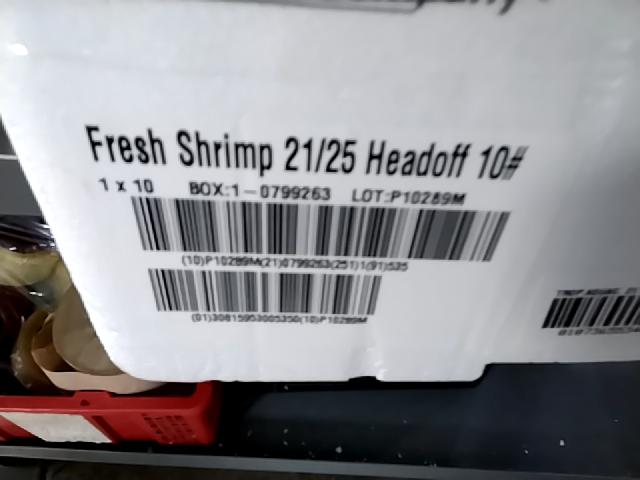 Fresh Shrimp 21/25 Headoff 10#
1 x 10 BOX:1-0799263 LOT:P10289M
(10)P10289M(21)0799263(251)1(91)535
(01)30815953005350(10)P10289M